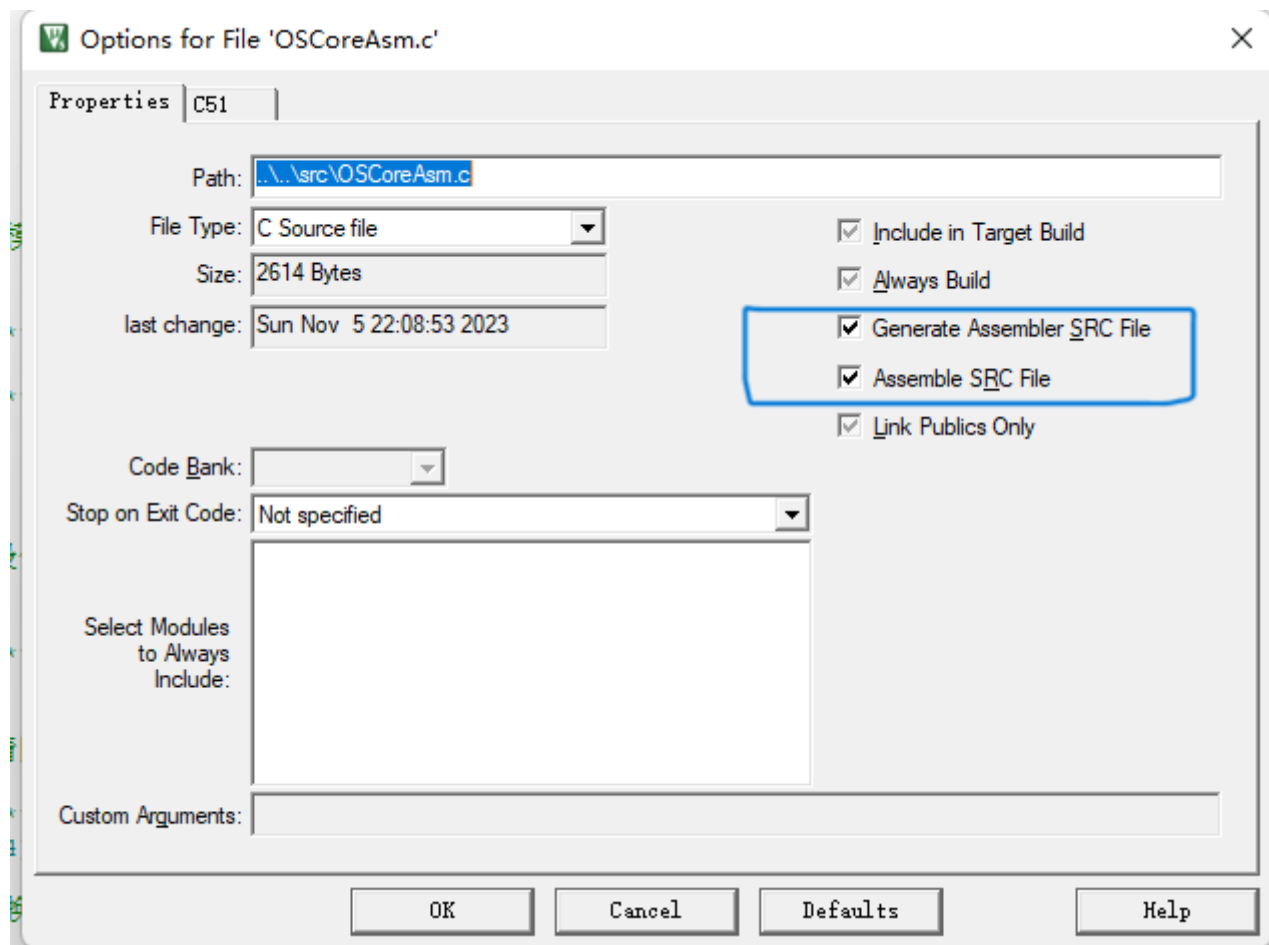 Options for File 'OSCoreAsm.c'
Properties
C51
Path: ..\..\src\OSCoreAsm.c
File Type: C Source file
Include in Target Build
Size: 2614 Bytes
Always Build
last change: Sun Nov 5 22:08:53 2023
Generate Assembler SRC File
Assemble SRC File
Link Publics Only
Code Bank:
Stop on Exit Code: Not specified
Select Modules
to Always
Include:
Custom Arguments:
OK
Cancel
Defaults
Help